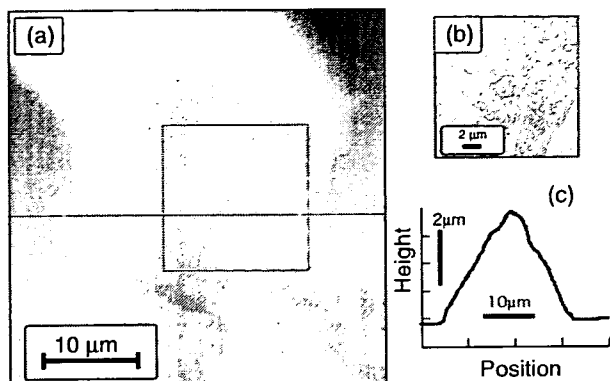 (a)
10 μm
(b)
2 μm
(c)
2μm
Height
10μm
Position